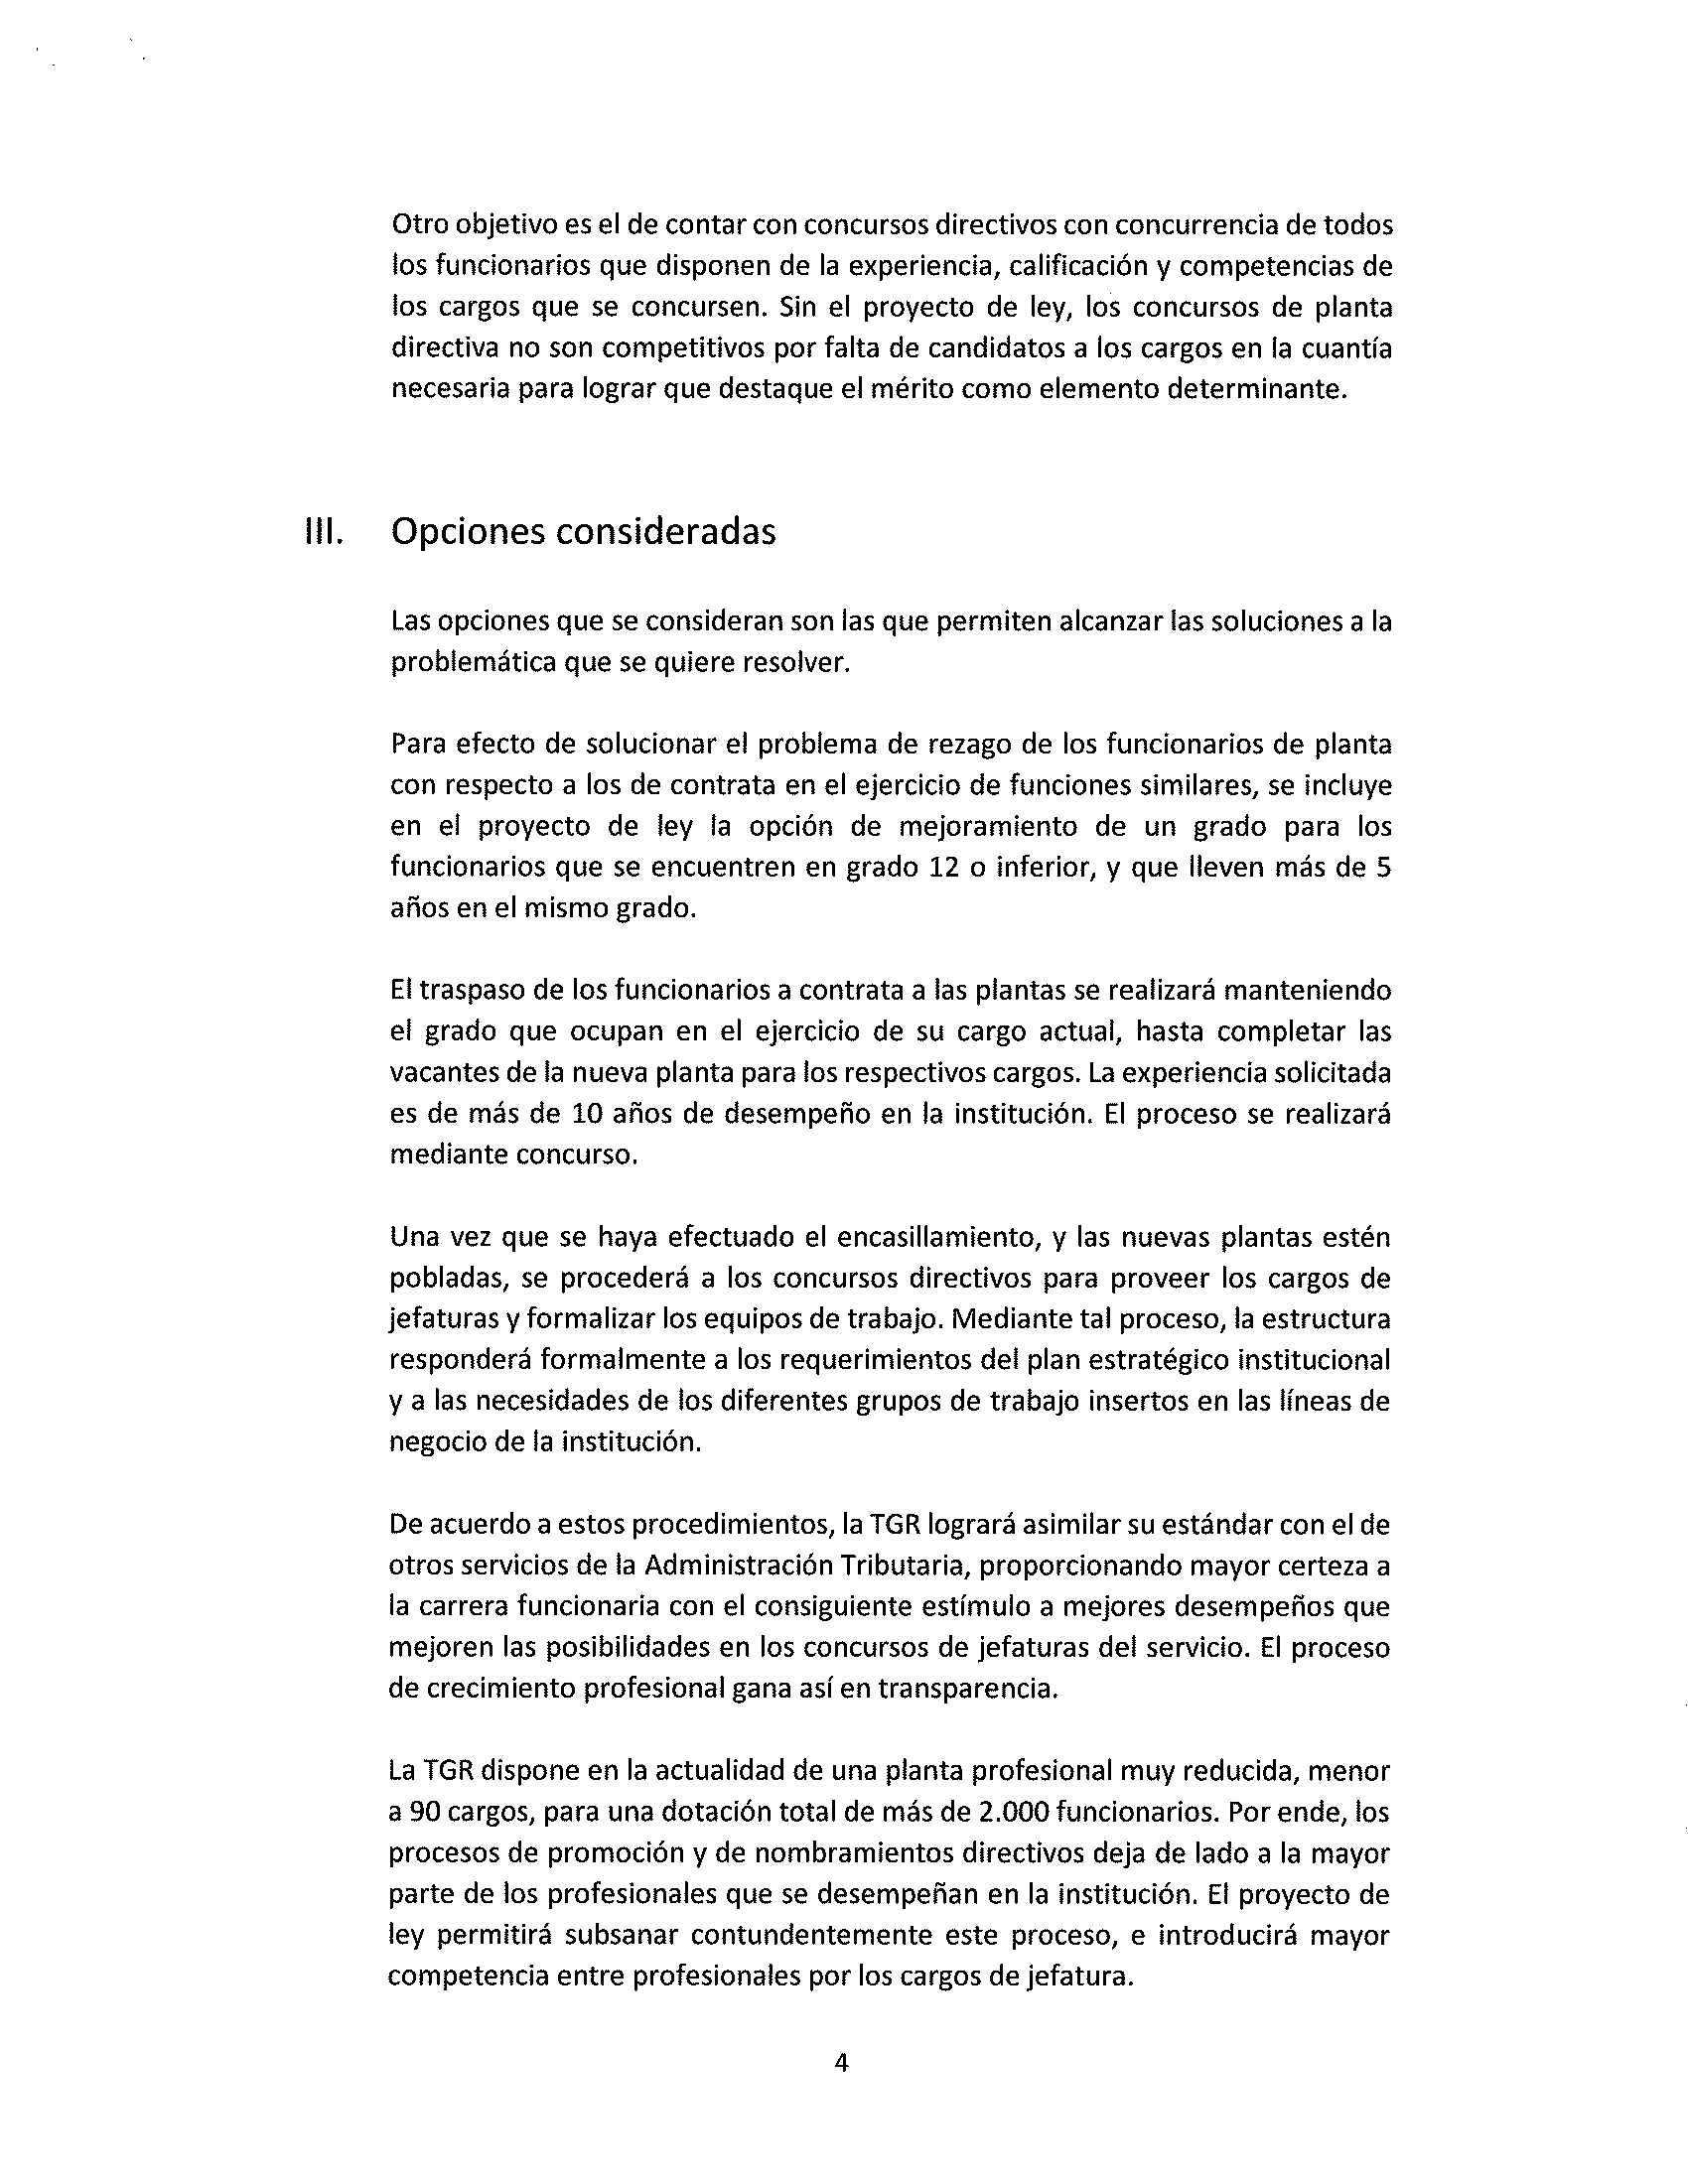 Otro objetivo es el de contar con concursos directivos con concurrencia de todos
los funcionarios que disponen de la experiencia, calificación y competencias de
los cargos que se concursen. Sin el proyecto de ley, los concursos de planta
directiva no son competitivos por falta de candidatos a los cargos en la cuantía
necesaria para lograr que destaque el mérito como elemento determinante.
III. Opciones consideradas
Las opciones que se consideran son las que permiten alcanzar las soluciones a la
problemática que se quiere resolver.
Para efecto de solucionar el problema de rezago de los funcionarios de planta
con respecto a los de contrata en el ejercicio de funciones similares, se incluye
en el proyecto de ley la opción de mejoramiento de un grado para los
funcionarios que se encuentren en grado 12 o inferior, y que lleven más de 5
años en el mismo grado.
El traspaso de los funcionarios a contrata a las plantas se realizará manteniendo
el grado que ocupan en el ejercicio de su cargo actual, hasta completar las
vacantes de la nueva planta para los respectivos cargos. La experiencia solicitada
es de más de 10 años de desempeño en la institución. El proceso se realizará
mediante concurso.
Una vez que se haya efectuado el encasillamiento, y las nuevas plantas estén
pobladas, se procederá a los concursos directivos para proveer los cargos de
jefaturas y formalizar los equipos de trabajo. Mediante tal proceso, la estructura
responderá formalmente a los requerimientos del plan estratégico institucional
y a las necesidades de los diferentes grupos de trabajo insertos en las líneas de
negocio de la institución.
De acuerdo a estos procedimientos, la TGR logrará asimilar su estándar con el de
otros servicios de la Administración Tributaria, proporcionando mayor certeza a
la carrera funcionaria con el consiguiente estímulo a mejores desempeños que
mejoren las posibilidades en los concursos de jefaturas del servicio. El proceso
de crecimiento profesional gana así en transparencia.
La TGR dispone en la actualidad de una planta profesional muy reducida, menor
a 90 cargos, para una dotación total de más de 2.000 funcionarios. Por ende, los
procesos de promoción y de nombramientos directivos deja de lado a la mayor
parte de los profesionales que se desempeñan en la institución. El proyecto de
ley permitirá subsanar contundentemente este proceso, e introducirá mayor
competencia entre profesionales por los cargos de jefatura.
4